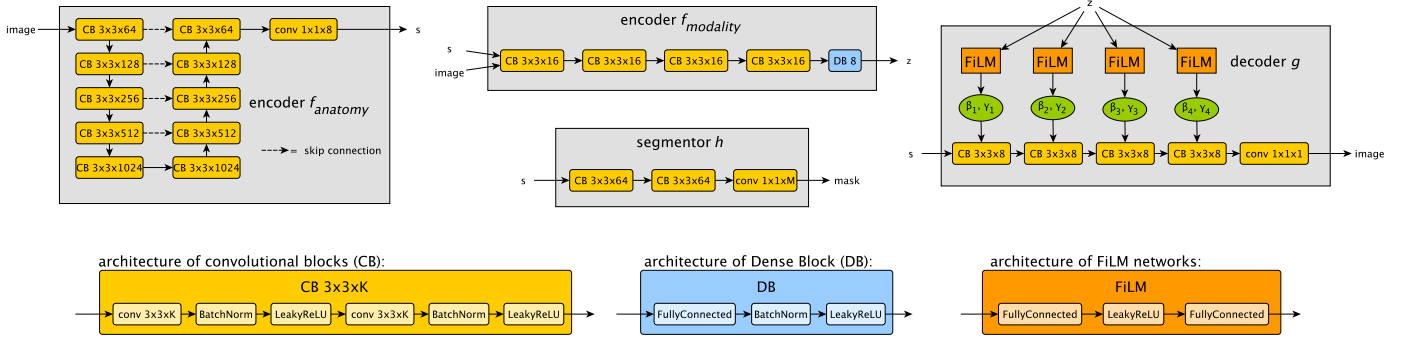 image
CB 3x3x64
CB 3x3x64
conv 1x1x8
s
CB 3x3x128
CB 3x3x128
CB 3x3x256
CB 3x3x256
encoder f anatomy
CB 3x3x512
CB 3x3x512
= skip connection
CB 3x3x1024
CB 3x3x1024
encoder f modality
s
image
CB 3x3x16
CB 3x3x16
CB 3x3x16
CB 3x3x16
DB 8
z
segmentor h
s
CB 3x3x64
CB 3x3x64
conv 1x1xM
mask
z
FiLM
FiLM
FiLM
FiLM
decoder g
β1, γ1
β2, γ2
β3, γ3
β4, γ4
s
CB 3x3x8
CB 3x3x8
CB 3x3x8
CB 3x3x8
conv 1x1x1
image
architecture of convolutional blocks (CB):
CB 3x3xK
conv 3x3xK
BatchNorm
LeakyReLU
conv 3x3xK
BatchNorm
LeakyReLU
architecture of Dense Block (DB):
DB
FullyConnected
BatchNorm
LeakyReLU
architecture of FiLM networks:
FiLM
FullyConnected
LeakyReLU
FullyConnected